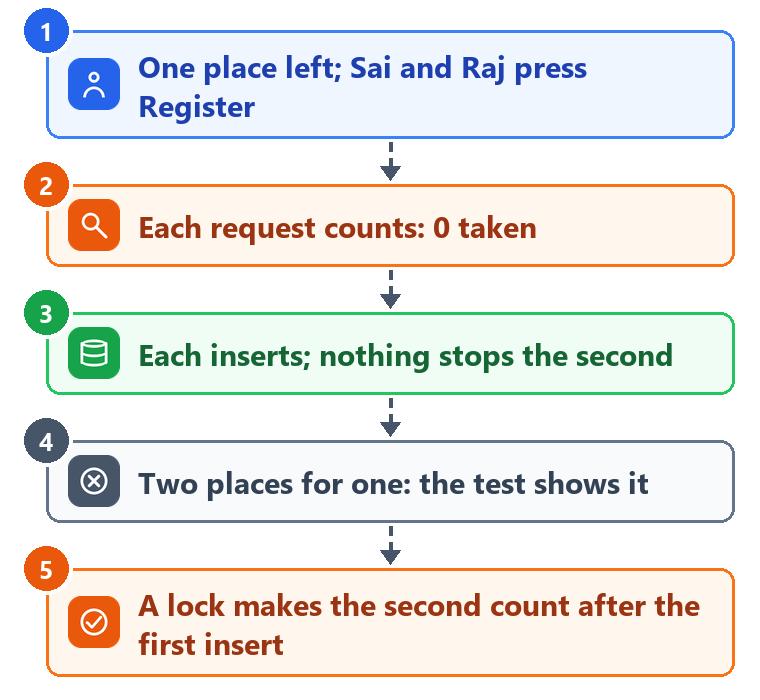 1
One place left; Sai and Raj press
Register
2
Each request counts: 0 taken
3
Each inserts; nothing stops the second
4
Two places for one: the test shows it
5
A lock makes the second count after the
first insert